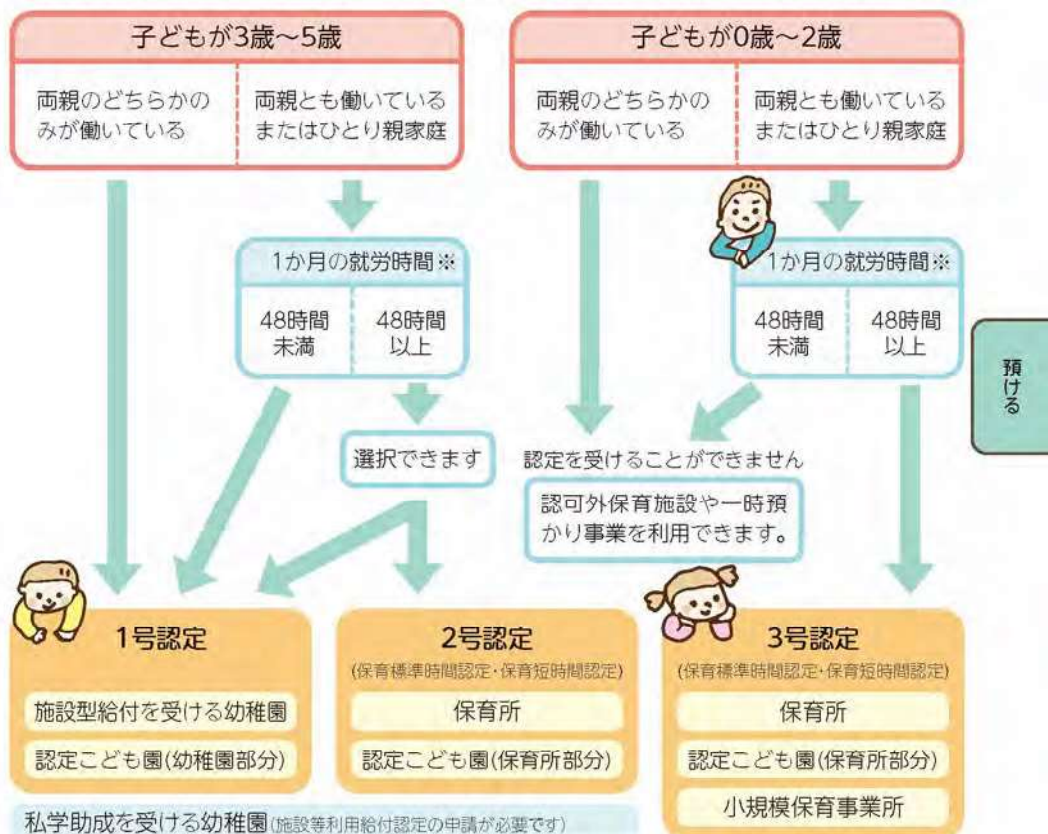 子どもが3歳～5歳
両親のどちらかの
みが働いている
両親とも働いている
またはひとり親家庭
1か月の就労時間※
48時間
未満
48時間
以上
選択できます
子どもが0歳～2歳
両親のどちらかの
みが働いている
両親とも働いている
またはひとり親家庭
1か月の就労時間※
48時間
未満
48時間
以上
認定を受けることができません
認可外保育施設や一時預
かり事業を利用できます。
預ける
1号認定
施設型給付を受ける幼稚園
認定こども園(幼稚園部分)
2号認定
(保育標準時間認定・保育短時間認定)
保育所
認定こども園(保育所部分)
3号認定
(保育標準時間認定・保育短時間認定)
保育所
認定こども園(保育所部分)
小規模保育事業所
私学助成を受ける幼稚園(施設等利用給付認定の申請が必要です)